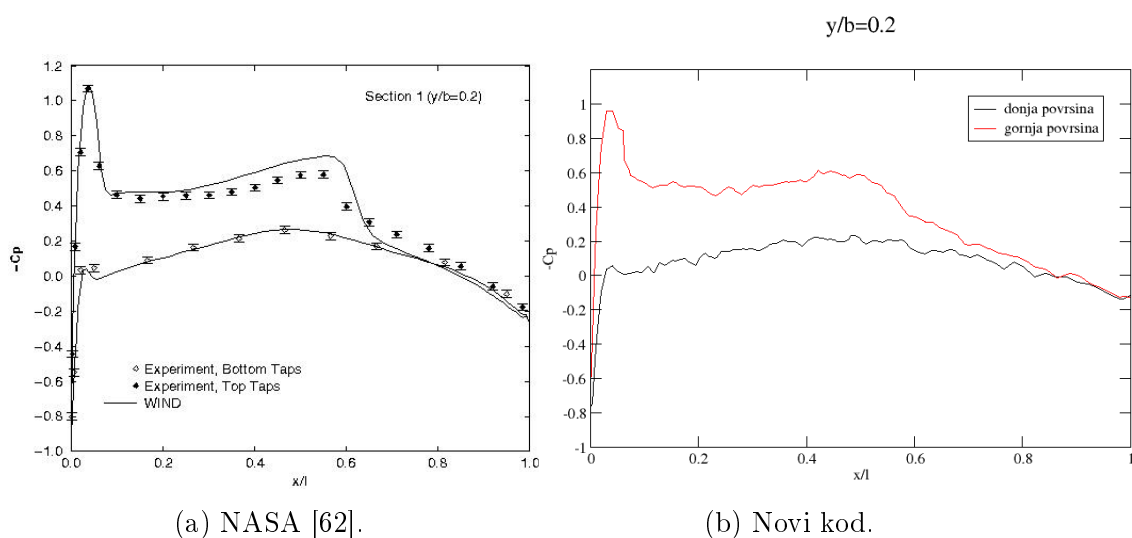 y/b=0.2
1.2
1.0
0.8
0.6
0.4
0.2
0.0
−0.2
−0.4
−0.6
−0.8
−1.0
−Cp
Section 1 (y/b=0.2)
Experiment, Bottom Taps
Experiment, Top Taps
WIND
0.0 0.2 0.4 0.6 0.8 1.0
x/l
1
0.8
0.6
0.4
0.2
0
-0.2
-0.4
-0.6
-0.8
-1
-Cp
donja povrsina
gornja povrsina
0 0.2 0.4 0.6 0.8 1
x/l
(a) NASA [62].
(b) Novi kod.